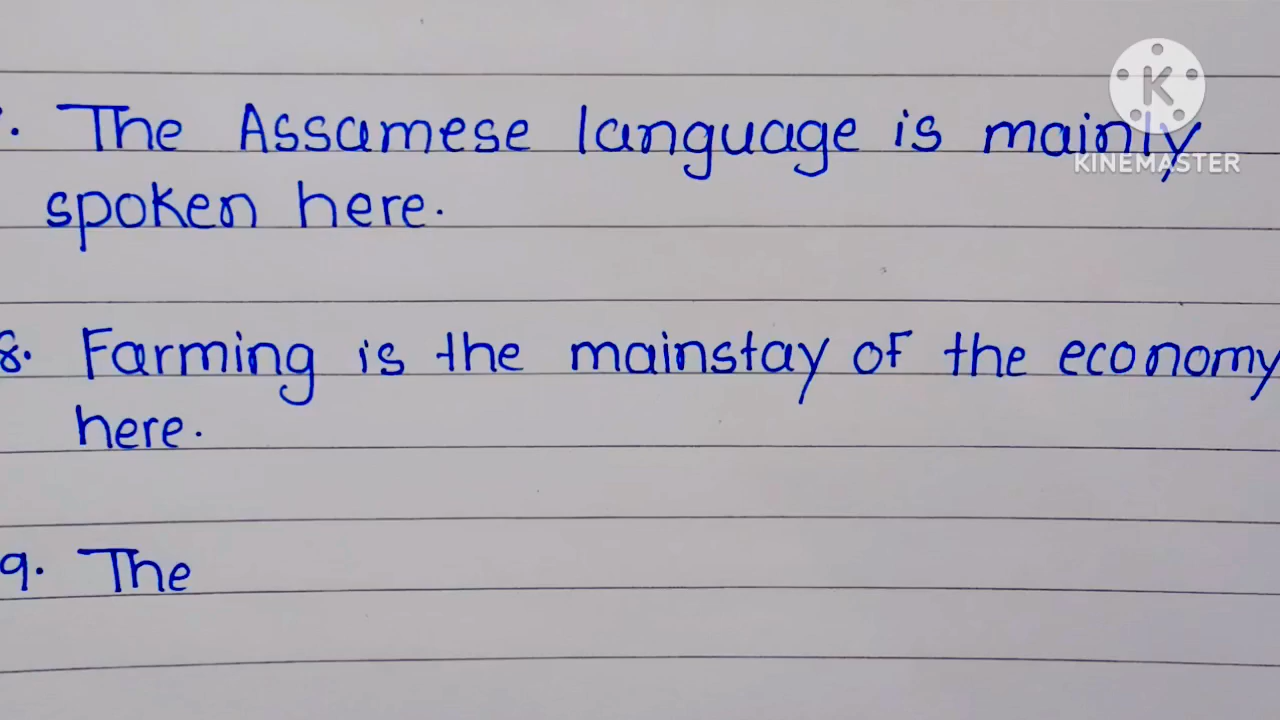 . The Assamese language is mainly
spoken here.
8. Farming is the mainstay of the economy
here.
9. The
K
KINEMASTER